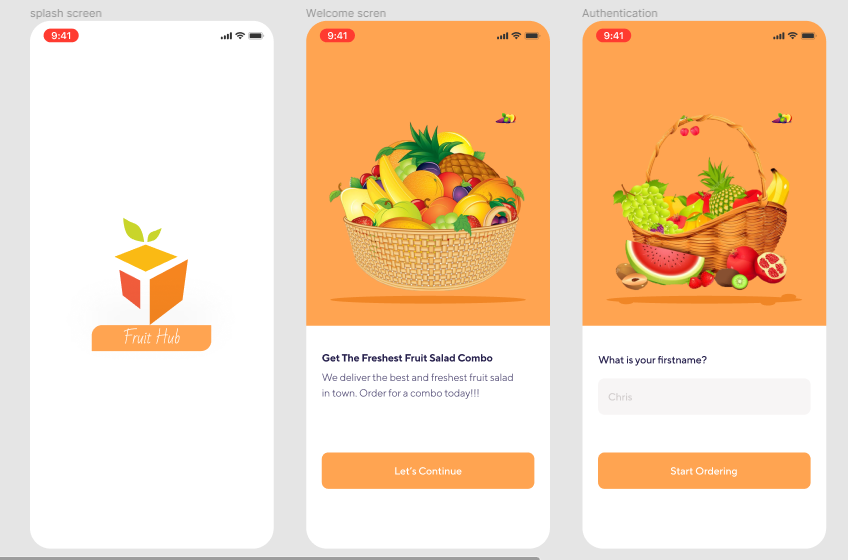 splash screen
Welcome scren
Authentication
9:41
9:41
9:41
Fruit Hub
Get The Freshest Fruit Salad Combo
We deliver the best and freshest fruit salad
in town. Order for a combo today!!!
Let's Continue
What is your firstname?
Chris
Start Ordering